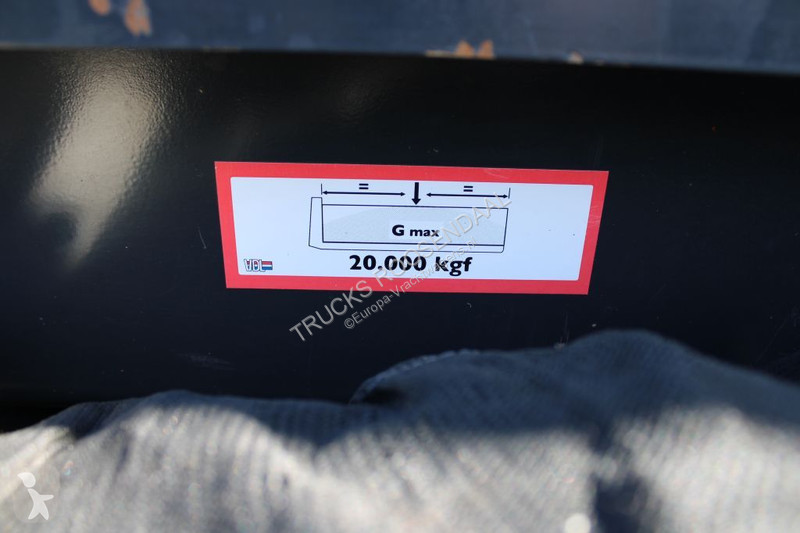 = =
G max
20.000 kgf
VDL
TRUCKS ROOSENDAAL
©Europa-Vrachtwagens